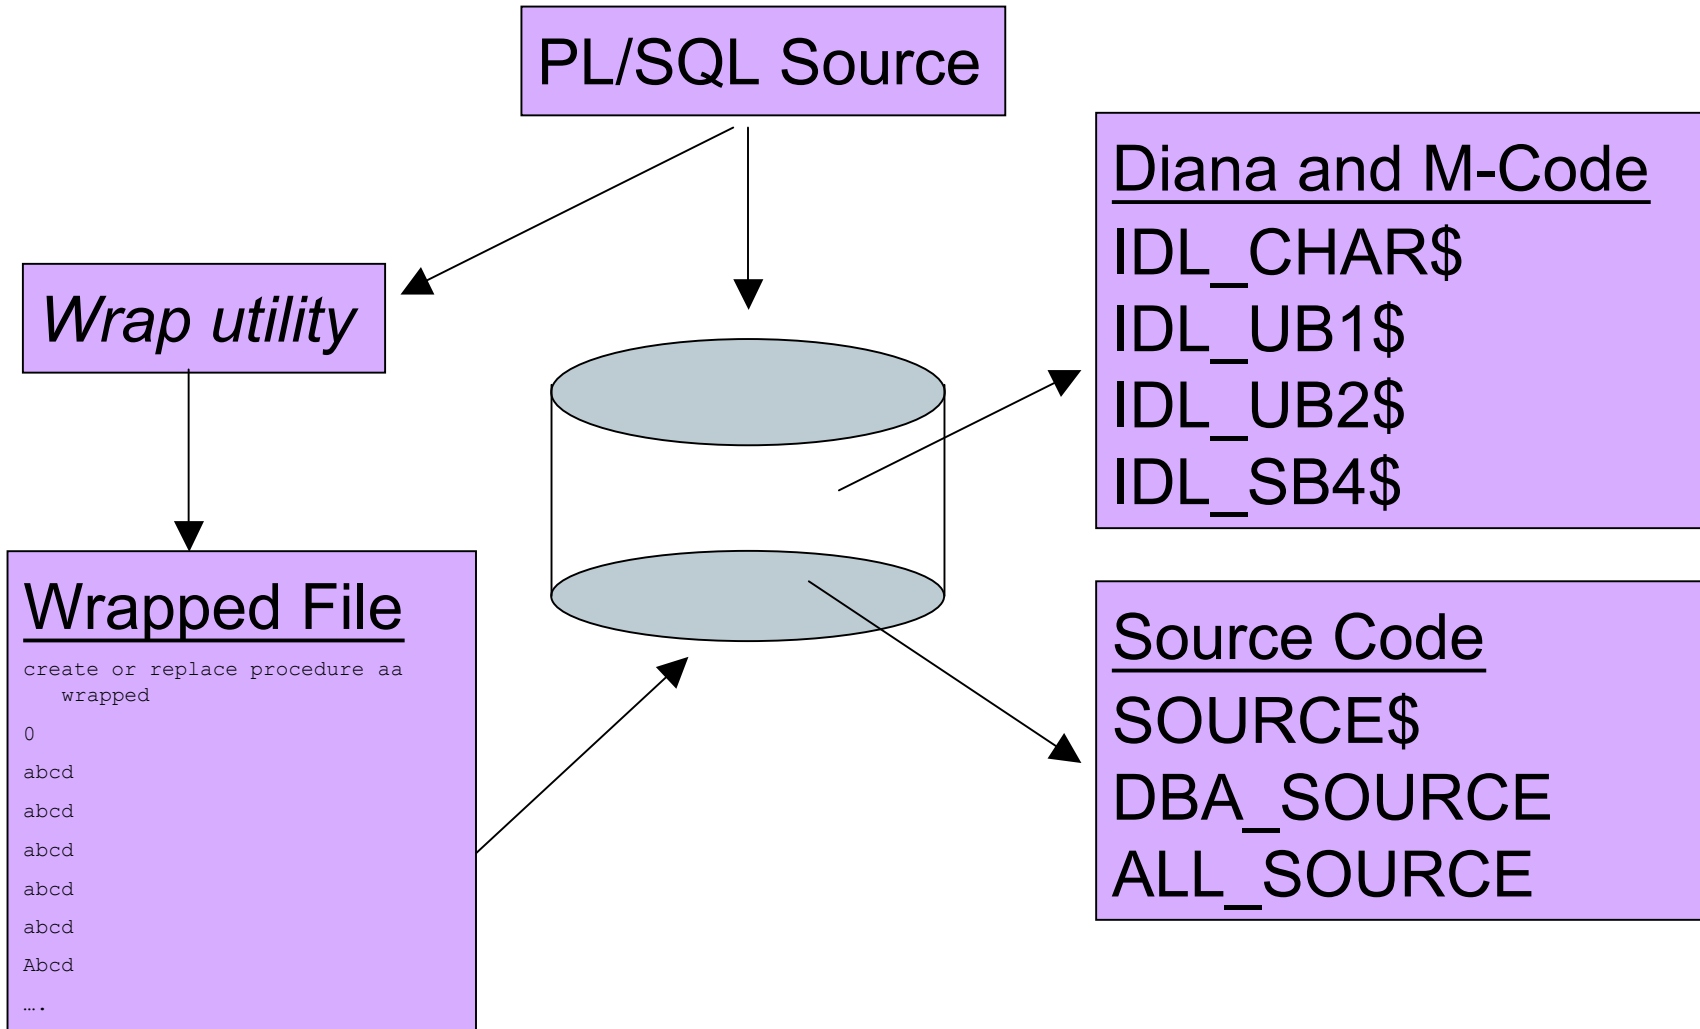 PL/SQL Source
Diana and M-Code
IDL_CHAR$
IDL_UB1$
IDL_UB2$
IDL_SB4$
Wrap utility
Wrapped File
create or replace procedure aa
wrapped
0
abcd
abcd
abcd
abcd
abcd
Abcd
….
Source Code
SOURCE$
DBA_SOURCE
ALL_SOURCE